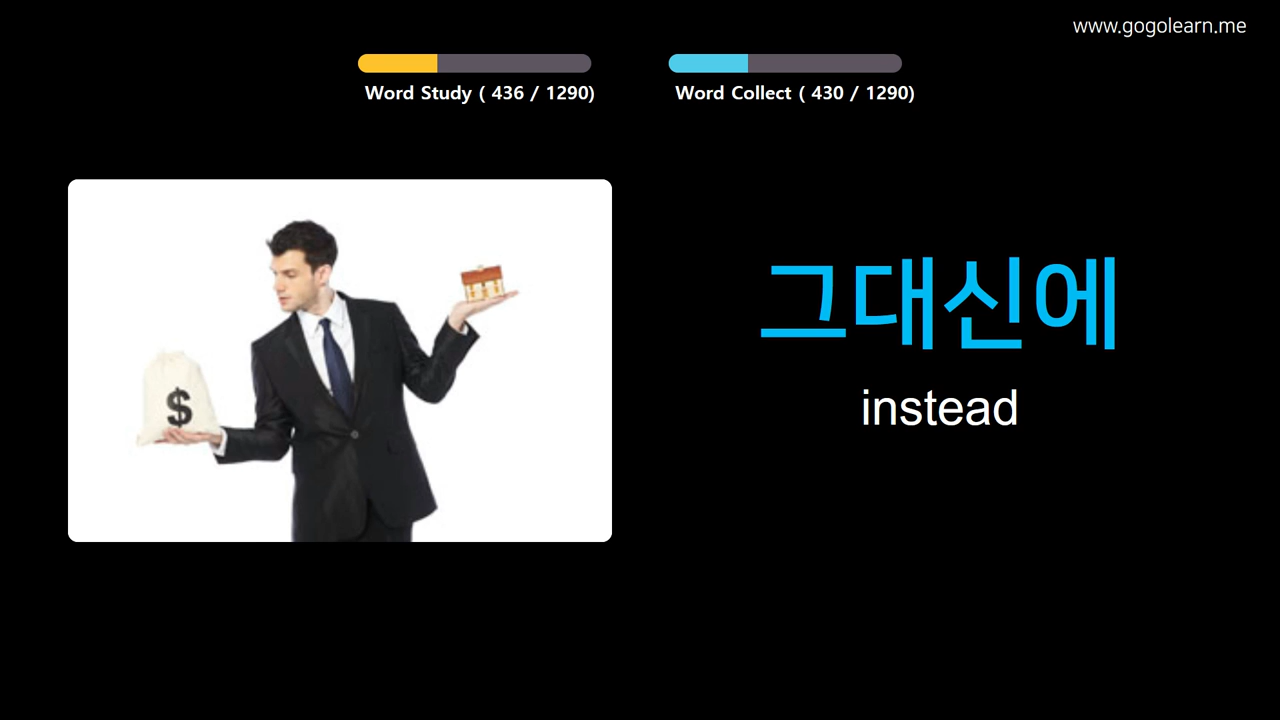 www.gogolearn.me
Word Study ( 436 / 1290)
Word Collect ( 430 / 1290)
$
그대신에
instead